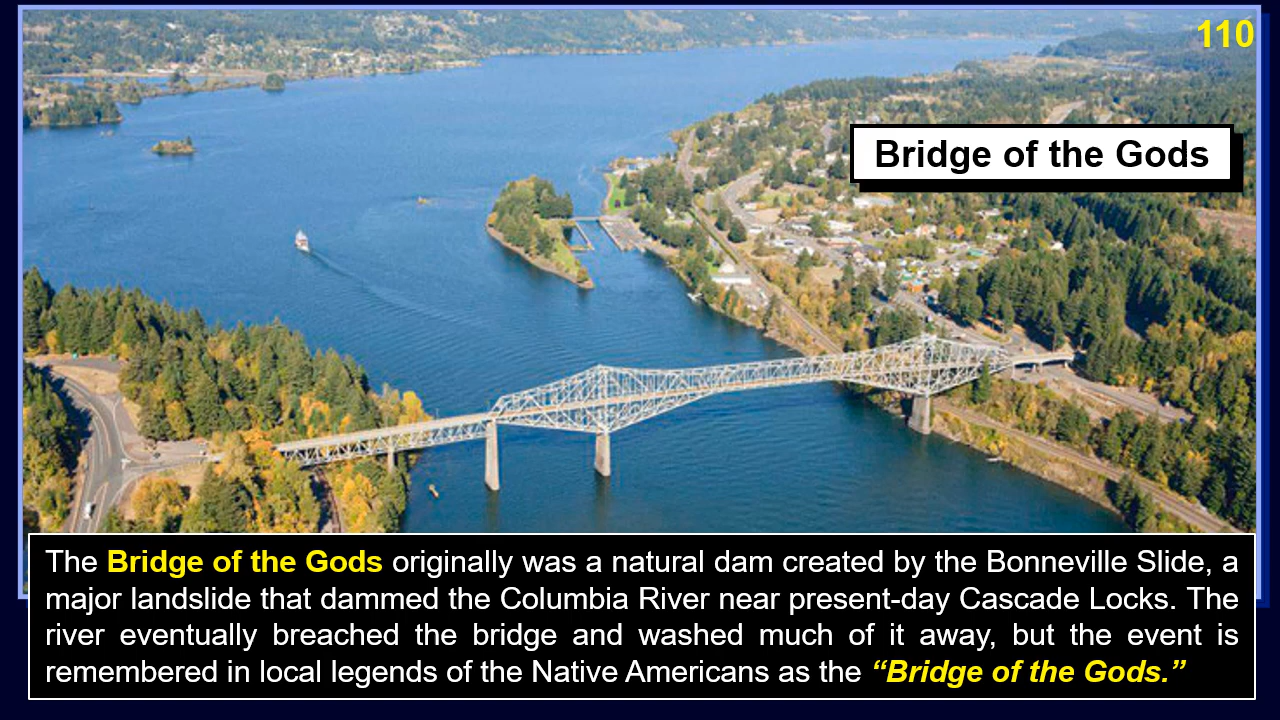 110
Bridge of the Gods
The Bridge of the Gods originally was a natural dam created by the Bonneville Slide, a
major landslide that dammed the Columbia River near present-day Cascade Locks. The
river eventually breached the bridge and washed much of it away, but the event is
remembered in local legends of the Native Americans as the “Bridge of the Gods.”